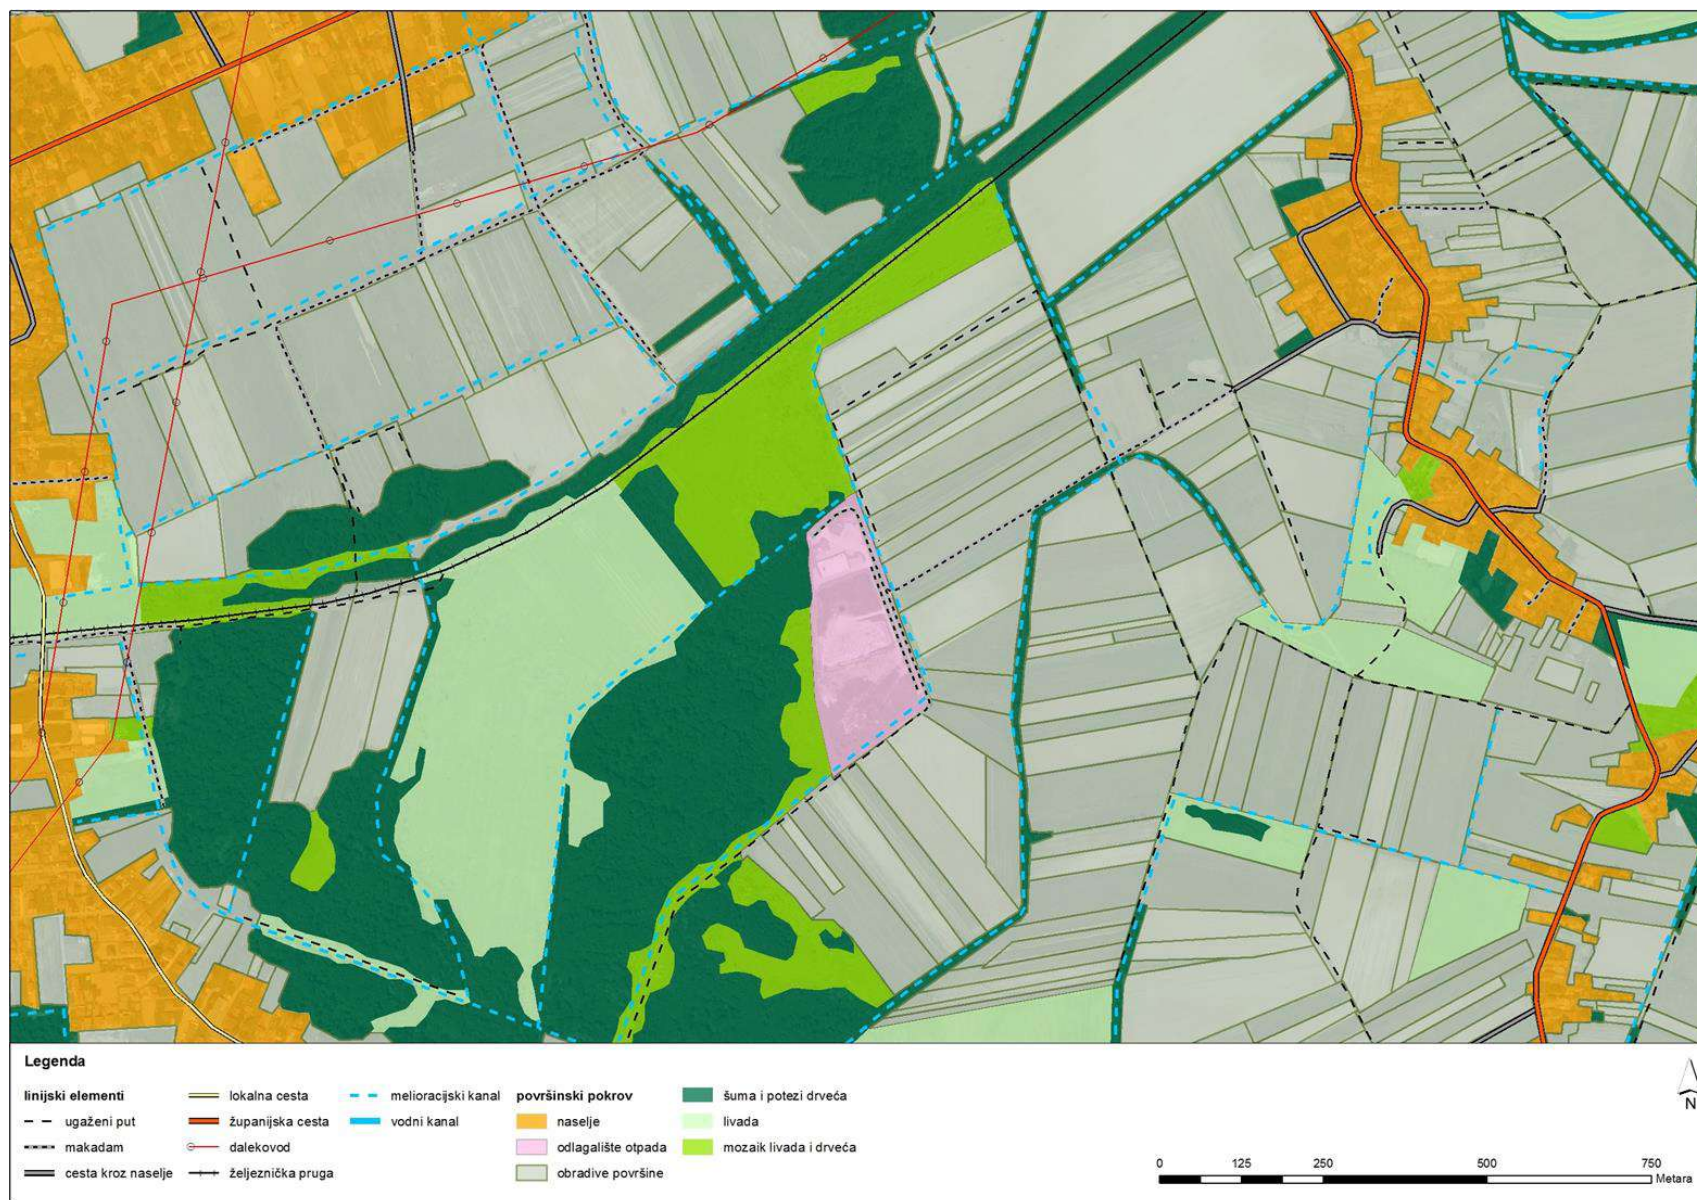 Legenda
linijski elementi
ugaženi put
makadam
cesta kroz naselje
lokalna cesta
županijska cesta
dalekovod
željeznička pruga
melioracijski kanal
vodni kanal
površinski pokrov
naselje
odlagalište otpada
obradive površine
šuma i potezi drveća
livada
mozaik livada i drveća
N
0 125 250 500 750
Metara